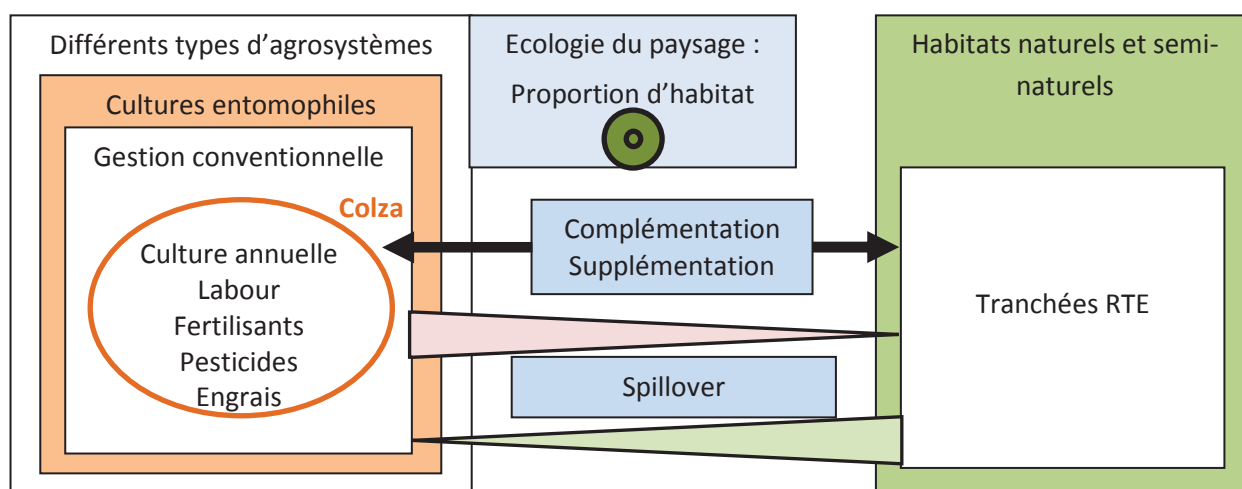 Différents types d’agrosystèmes
Cultures entomophiles
Gestion conventionnelle
Colza
Culture annuelle
Labour
Fertilisants
Pesticides
Engrais
Ecologie du paysage :
Proportion d’habitat
Complémentation
Supplémentation
Spillover
Habitats naturels et semi-
naturels
Tranchées RTE